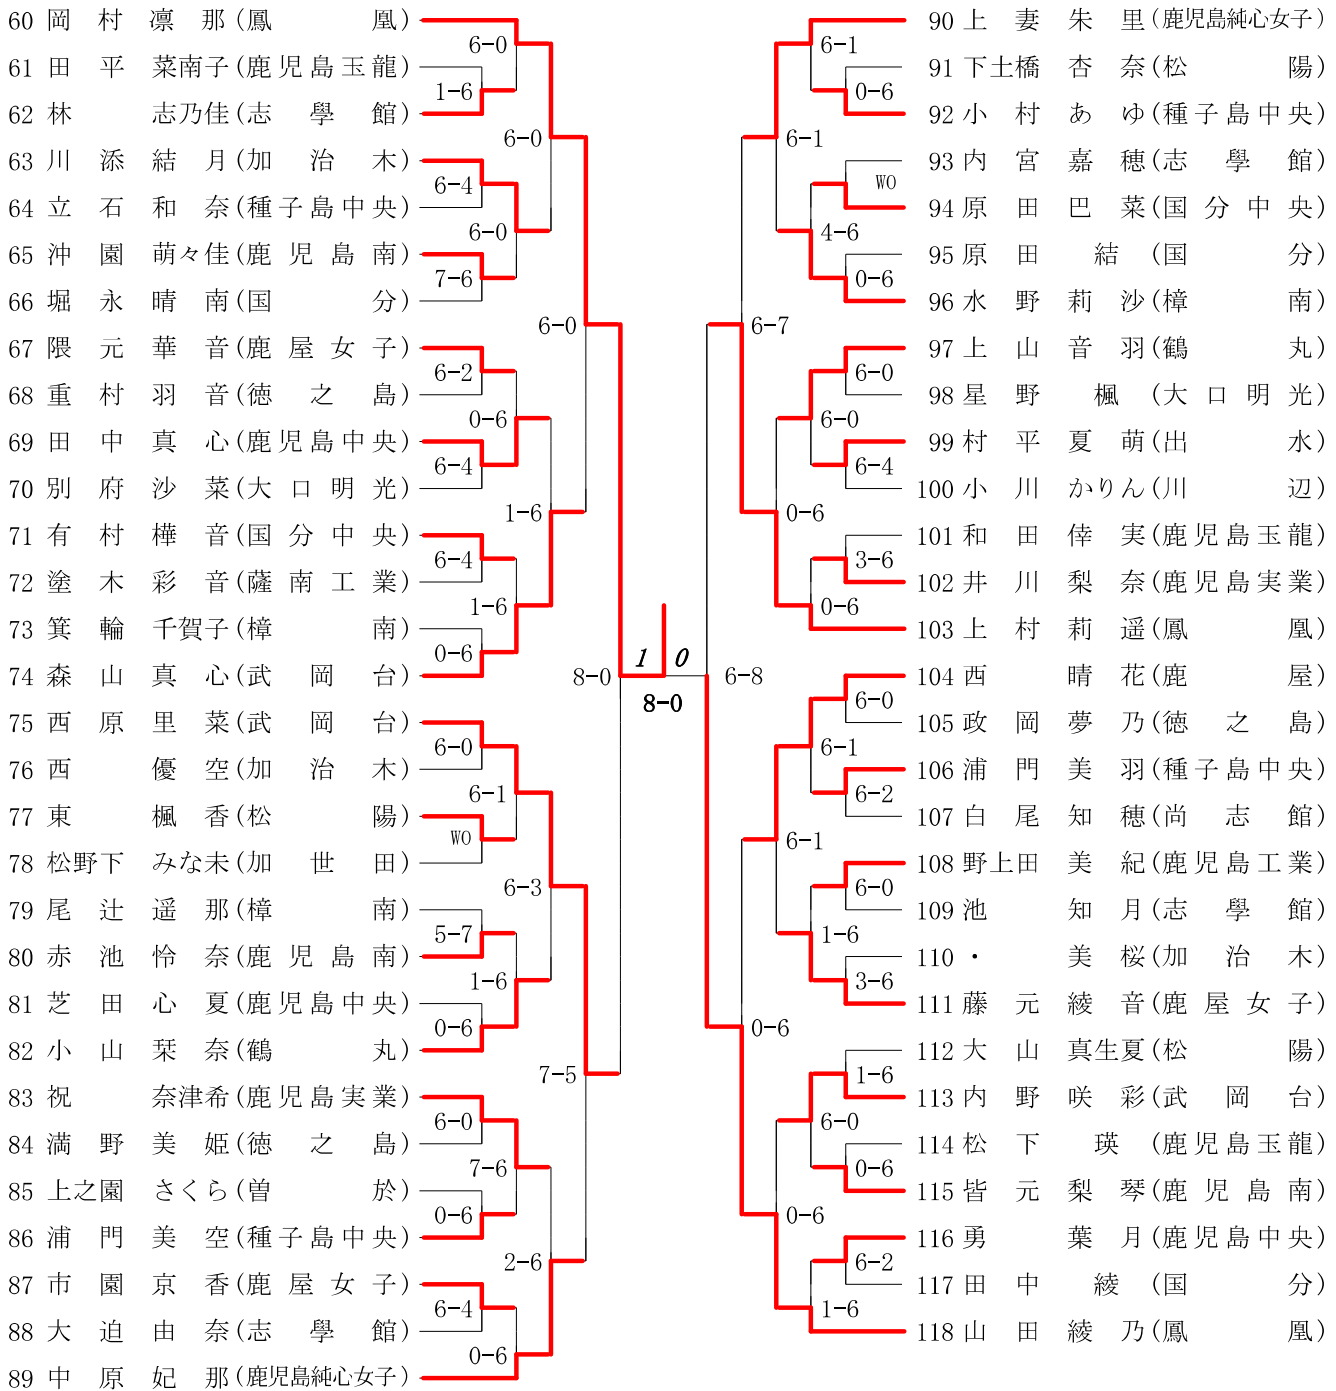 60 岡村凛那(鳳凰)
61 田平菜南子(鹿児島玉龍)
62 林志乃佳(志學館)
63 川添結月(加治木)
64 立石和奈(種子島中央)
65 沖園萌々佳(鹿児島南)
66 堀永晴南(国分)
67 隈元華音(鹿屋女子)
68 重村羽音(徳之島)
69 田中真心(鹿児島中央)
70 別府沙菜(大口明光)
71 有村樺音(国分中央)
72 塗木彩音(薩南工業)
73 箕輪千賀子(樟南)
74 森山真心(武岡台)
75 西原里菜(武岡台)
76 西優空(加治木)
77 東楓香(松陽)
78 松野下みな未(加世田)
79 尾辻遥那(樟南)
80 赤池怜奈(鹿児島南)
81 芝田心夏(鹿児島中央)
82 小山栞奈(鶴丸)
83 祝奈津希(鹿児島実業)
84 満野美姫(徳之島)
85 上之園さくら(曽於)
86 浦門美空(種子島中央)
87 市園京香(鹿屋女子)
88 大迫由奈(志學館)
89 中原妃那(鹿児島純心女子)
6-0
1-6
6-4
7-6
6-2
6-4
6-4
0-6
6-0
WO
5-7
0-6
6-0
0-6
6-4
6-0
0-6
1-6
6-1
1-6
7-6
0-6
6-0
1-6
6-3
2-6
6-0
7-5
8-0
1 0
8-0
6-8
6-7
0-6
6-1
0-6
6-1
0-6
4-6
6-0
0-6
6-1
1-6
6-0
1-6
6-1
0-6
WO
0-6
6-0
6-4
3-6
6-0
6-2
6-0
3-6
1-6
0-6
6-2
90 上妻朱里(鹿児島純心女子)
91 下土橋杏奈(松陽)
92 小村あゆ(種子島中央)
93 内宮嘉穂(志學館)
94 原田巴菜(国分中央)
95 原田結(国分)
96 水野莉沙(樟南)
97 上山音羽(鶴丸)
98 星野楓(大口明光)
99 村平夏萌(出水)
100 小川かりん(川辺)
101 和田倖実(鹿児島玉龍)
102 井川梨奈(鹿児島実業)
103 上村莉遥(鳳凰)
104 西晴花(鹿屋)
105 政岡夢乃(徳之島)
106 浦門美羽(種子島中央)
107 白尾知穂(尚志館)
108 野上田美紀(鹿児島工業)
109 池知月(志學館)
110 ・美桜(加治木)
111 藤元綾音(鹿屋女子)
112 大山真生夏(松陽)
113 内野咲彩(武岡台)
114 松下瑛(鹿児島玉龍)
115 皆元梨琴(鹿児島南)
116 勇葉月(鹿児島中央)
117 田中綾(国分)
118 山田綾乃(鳳凰)